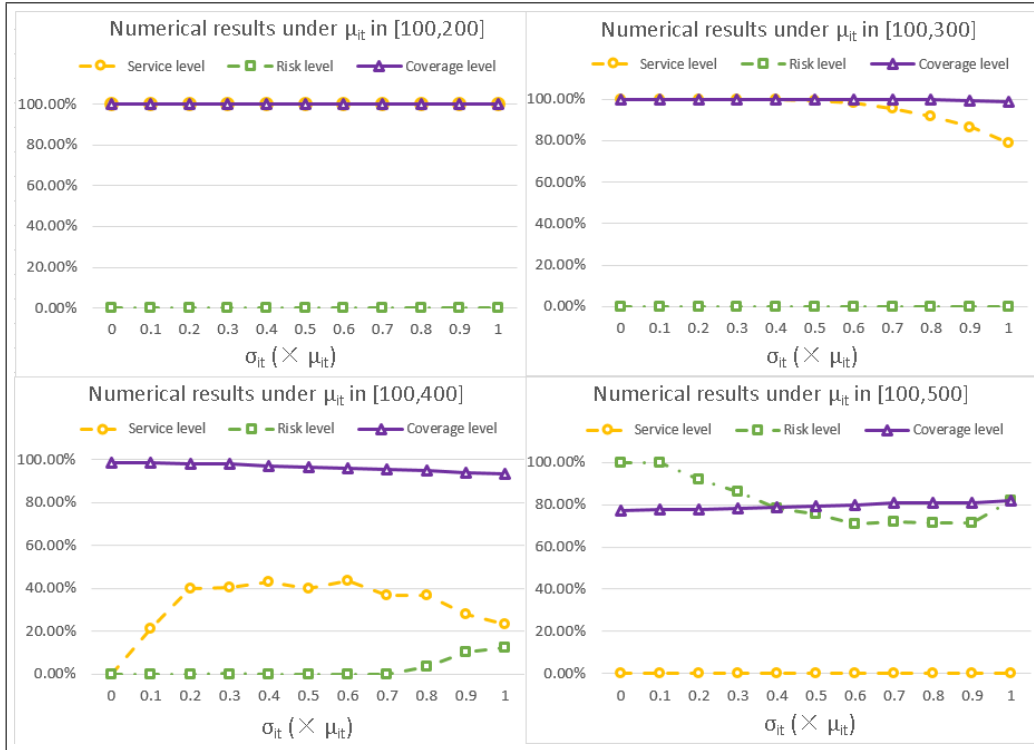 Numerical results under μit in [100,200]
Service level Risk level Coverage level
100.00%
80.00%
60.00%
40.00%
20.00%
0.00%
0 0.1 0.2 0.3 0.4 0.5 0.6 0.7 0.8 0.9 1
σit (× μit)
Numerical results under μit in [100,300]
Service level Risk level Coverage level
100.00%
80.00%
60.00%
40.00%
20.00%
0.00%
0 0.1 0.2 0.3 0.4 0.5 0.6 0.7 0.8 0.9 1
σit (× μit)
Numerical results under μit in [100,400]
Service level Risk level Coverage level
100.00%
80.00%
60.00%
40.00%
20.00%
0.00%
0 0.1 0.2 0.3 0.4 0.5 0.6 0.7 0.8 0.9 1
σit (× μit)
Numerical results under μit in [100,500]
Service level Risk level Coverage level
100.00%
80.00%
60.00%
40.00%
20.00%
0.00%
0 0.1 0.2 0.3 0.4 0.5 0.6 0.7 0.8 0.9 1
σit (× μit)